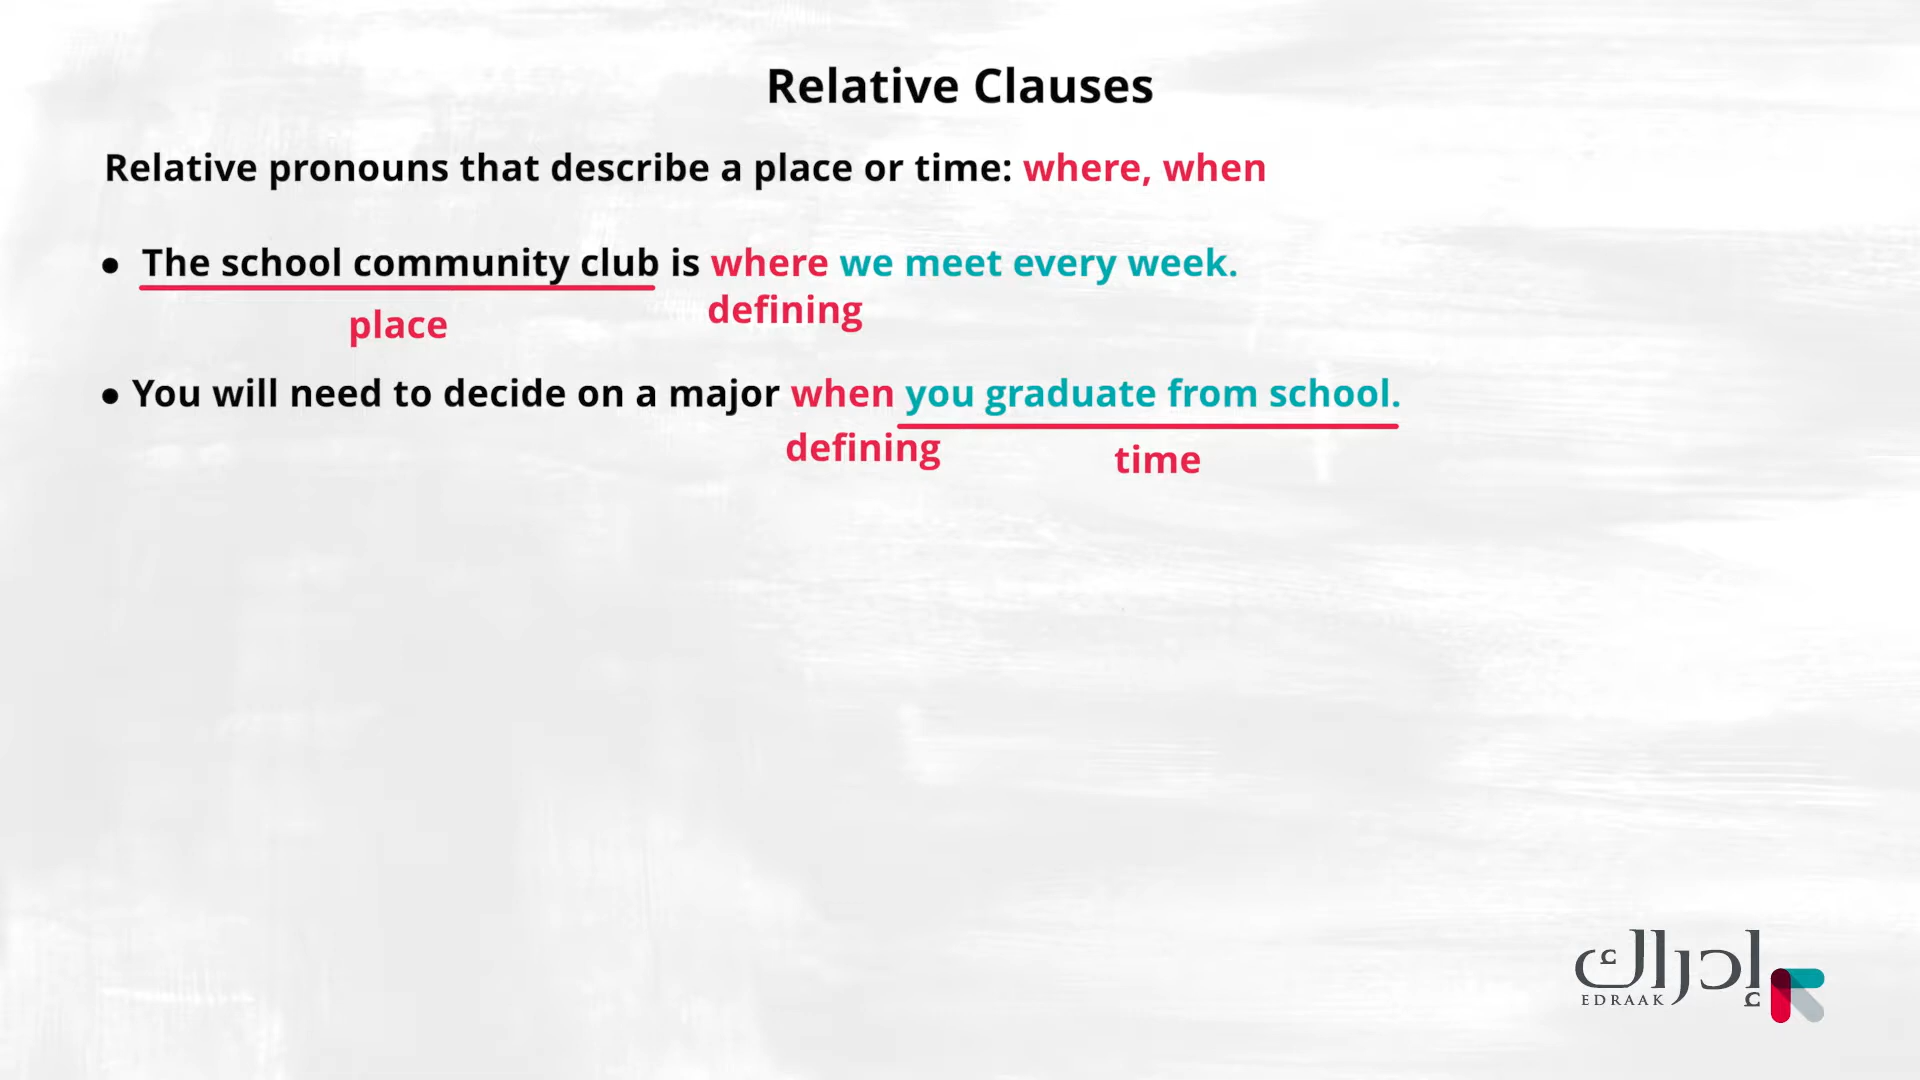 Relative Clauses
Relative pronouns that describe a place or time: where, when
• The school community club is where we meet every week.
place
defining
• You will need to decide on a major when you graduate from school.
defining
time
إدراك
EDRAAK